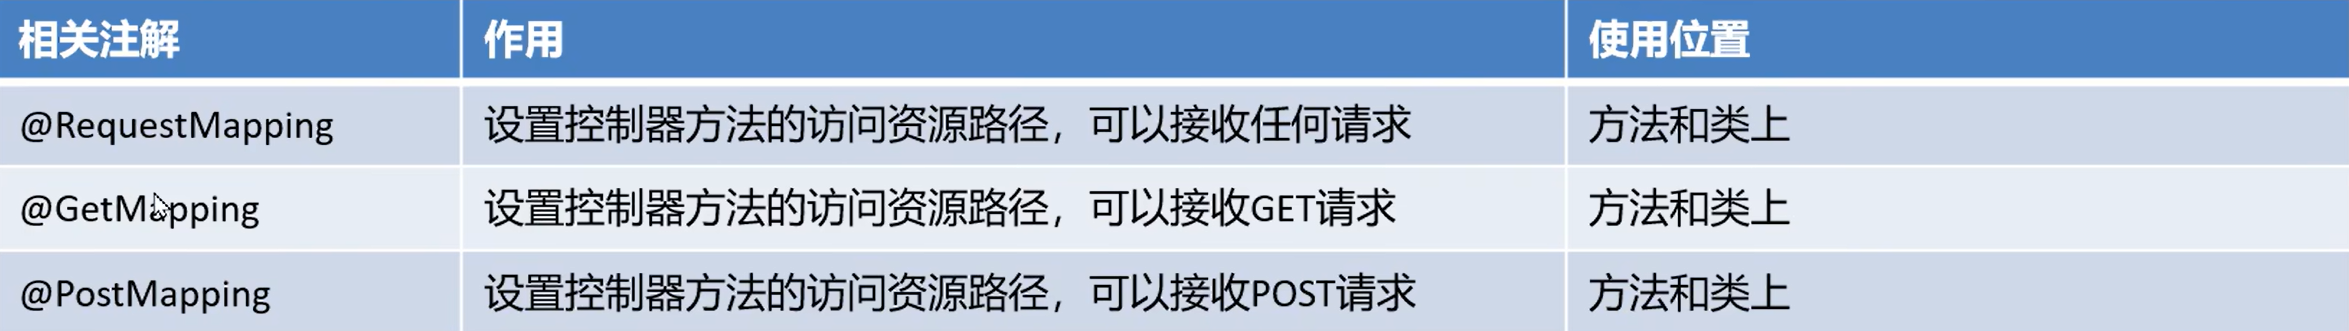 相关注解 作用 使用位置
@RequestMapping 设置控制器方法的访问资源路径，可以接收任何请求 方法和类上
@GetMapping 设置控制器方法的访问资源路径，可以接收GET请求 方法和类上
@PostMapping 设置控制器方法的访问资源路径，可以接收POST请求 方法和类上